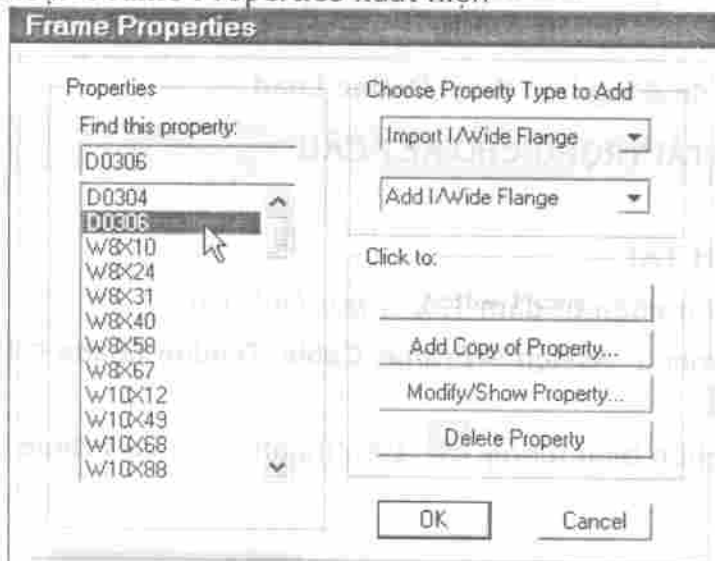 Frame Properties
Properties
Find this property:
D0306
D0304
D0306
W8X10
W8X24
W8X31
W8X40
W8X58
W8X67
W10X12
W10X49
W10X68
W10X88
Choose Property Type to Add
Import I/Wide Flange
Add I/Wide Flange
Click to:
Add Copy of Property...
Modify/Show Property...
Delete Property
OK
Cancel